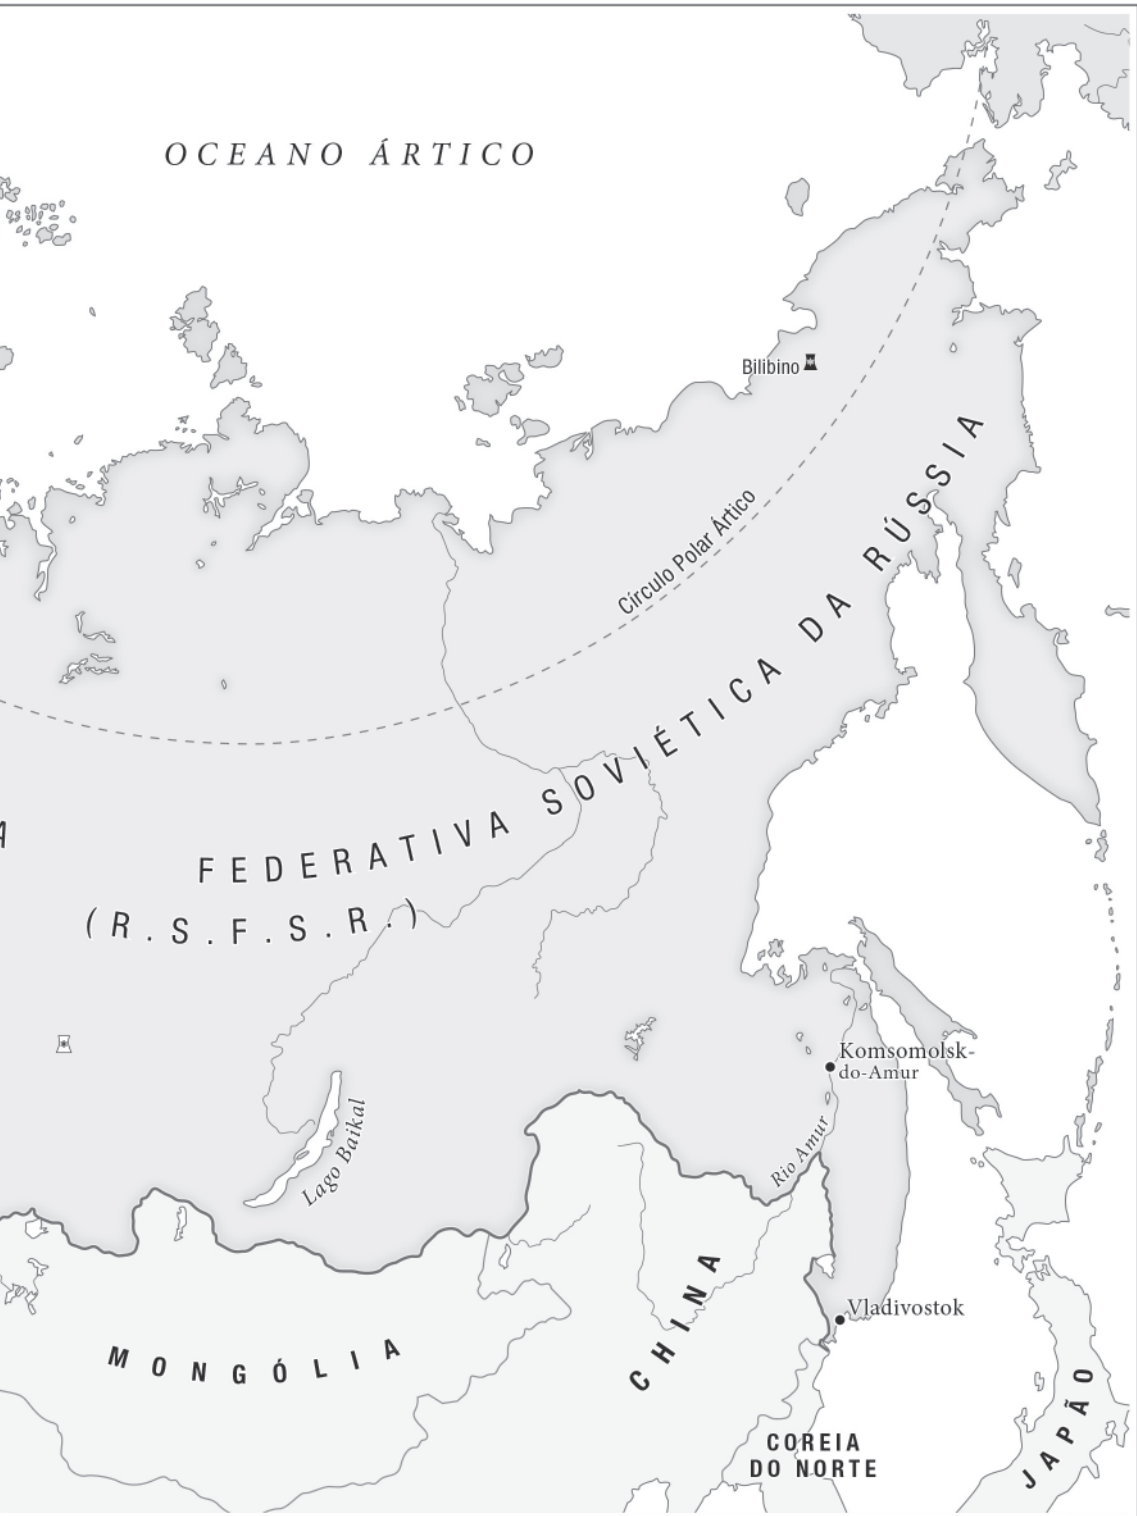 OCEANO ÁRTICO
Bilibino
Círculo Polar Ártico
A
FEDERATIVA SOVIÉTICA DA RÚSSIA
(R.S.F.S.R.)
Komsomolsk-
do-Amur
Rio Amur
Lago Baikal
Vladivostok
MONGÓLIA
CHINA
COREIA
DO NORTE
JAPÃO